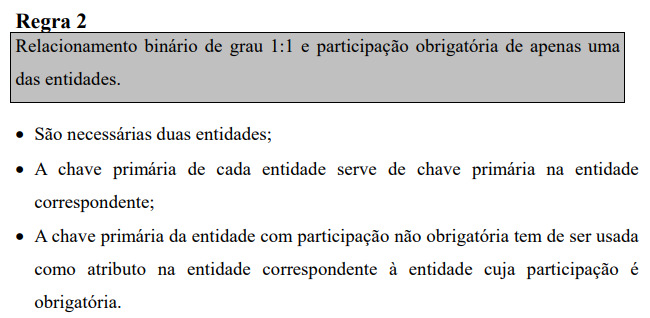 Regra 2
Relacionamento binário de grau 1:1 e participação obrigatória de apenas uma
das entidades.
• São necessárias duas entidades;
• A chave primária de cada entidade serve de chave primária na entidade
correspondente;
• A chave primária da entidade com participação não obrigatória tem de ser usada
como atributo na entidade correspondente à entidade cuja participação é
obrigatória.